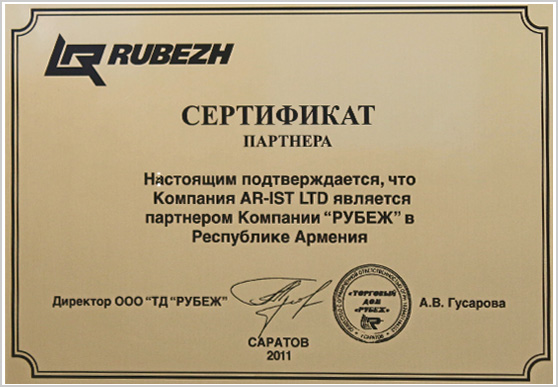 RUBEZH
СЕРТИФИКАТ
ПАРТНЕРА
Настоящим подтверждается, что
Компания AR-IST LTD является
партнером Компании “РУБЕЖ” в
Республике Армения
Директор ООО “ТД “РУБЕЖ”
«ТОРГОВЫЙ
ДОМ
«РУБЕЖ»
А.В. Гусарова
САРАТОВ
2011